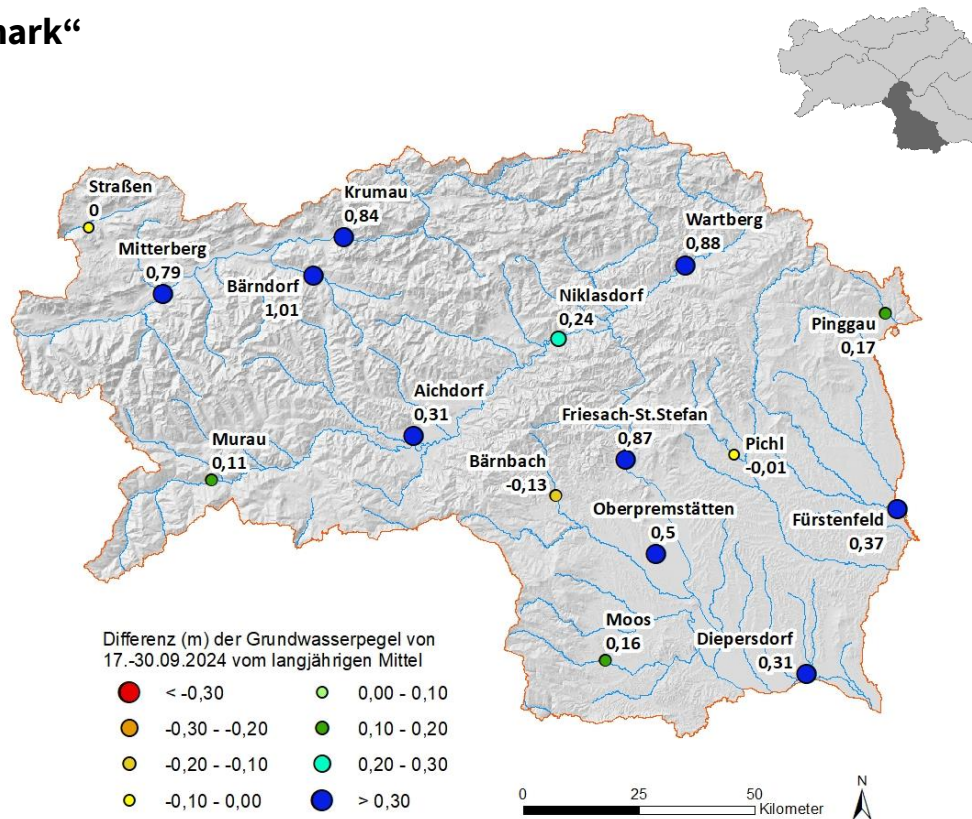 nark“
Straßen
0
Krumau
0,84
Wartberg
0,88
Mitterberg
0,79
Bärndorf
1,01
Niklasdorf
0,24
Pinggau
0,17
Aichdorf
0,31
Friesach-St.Stefan
0,87
Pichl
-0,01
Murau
0,11
Bärnbach
-0,13
Oberpremstätten
0,5
Fürstenfeld
0,37
Moos
0,16
Diepersdorf
0,31
Differenz (m) der Grundwasserpegel von
17.-30.09.2024 vom langjährigen Mittel
< -0,30
-0,30 - -0,20
-0,20 - -0,10
-0,10 - 0,00
0,00 - 0,10
0,10 - 0,20
0,20 - 0,30
> 0,30
0 25 50
Kilometer
N